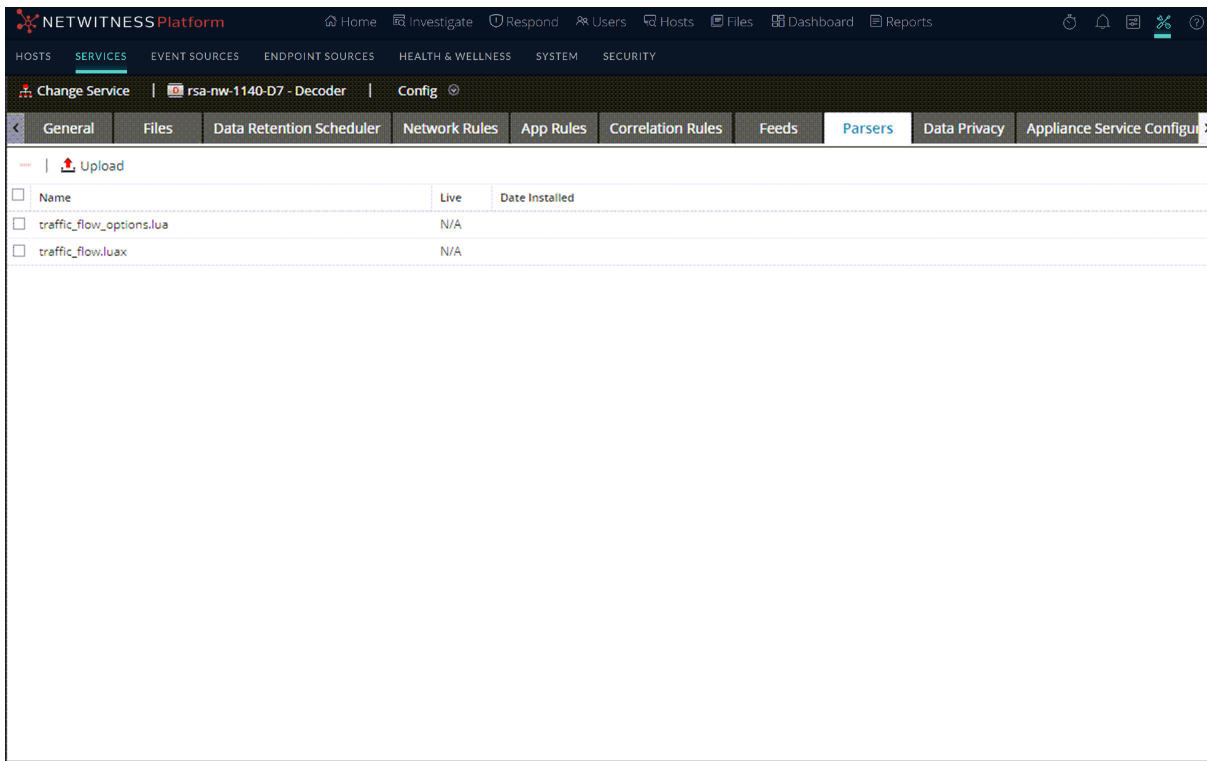 NETWITNESS Platform Home Investigate Respond Users Hosts Files Dashboard Reports
HOSTS SERVICES EVENT SOURCES ENDPOINT SOURCES HEALTH & WELLNESS SYSTEM SECURITY
Change Service | rsa-nw-1140-D7 - Decoder | Config
General Files Data Retention Scheduler Network Rules App Rules Correlation Rules Feeds Parsers Data Privacy Appliance Service Configur
Upload
Name Live Date Installed
traffic_flow_options.lua N/A
traffic_flow.luax N/A